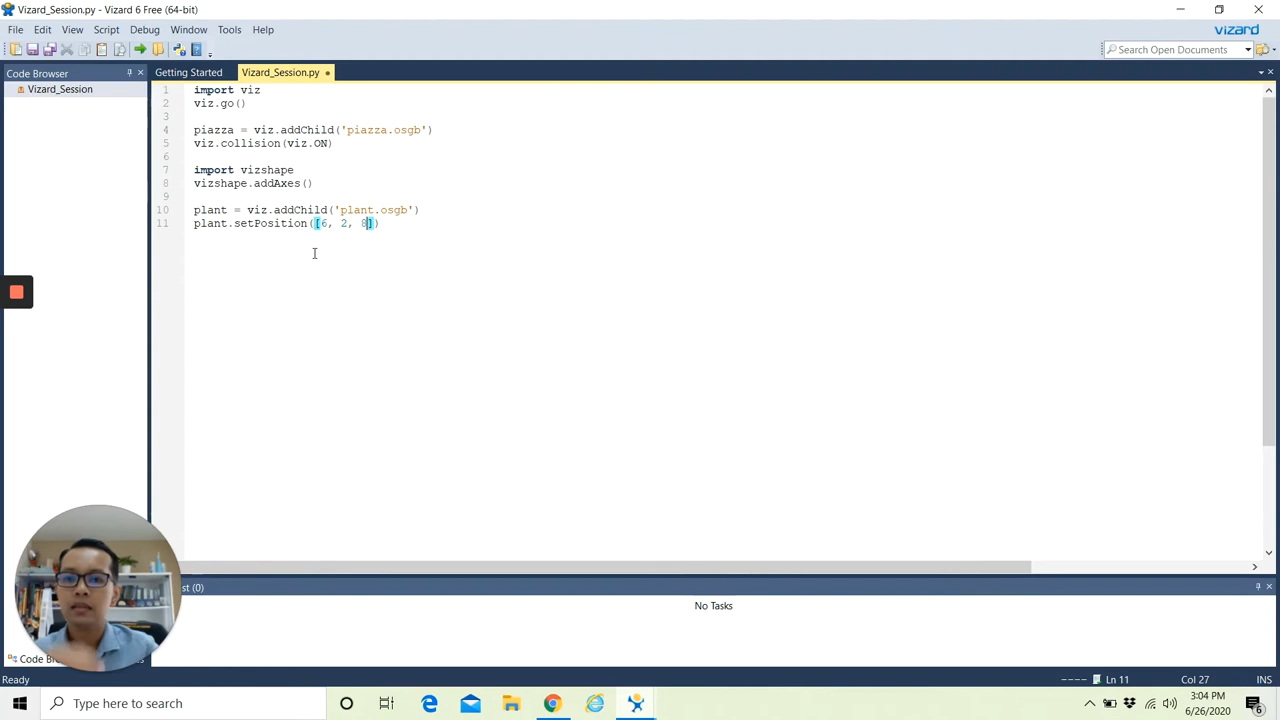 Vizard_Session.py - Vizard 6 Free (64-bit)
File Edit View Script Debug Window Tools Help
vizard
Search Open Documents
Code Browser
Getting Started Vizard_Session.py
Vizard_Session
1 import viz
2 viz.go()
3
4 piazza = viz.addChild('piazza.osgb')
5 viz.collision(viz.ON)
6
7 import vizshape
8 vizshape.addAxes()
9
10 plant = viz.addChild('plant.osgb')
11 plant.setPosition([6, 2, 8])
st (0)
No Tasks
Code
Ready
Ln 11 Col 27 INS
Type here to search
3:04 PM
6/26/2020
6